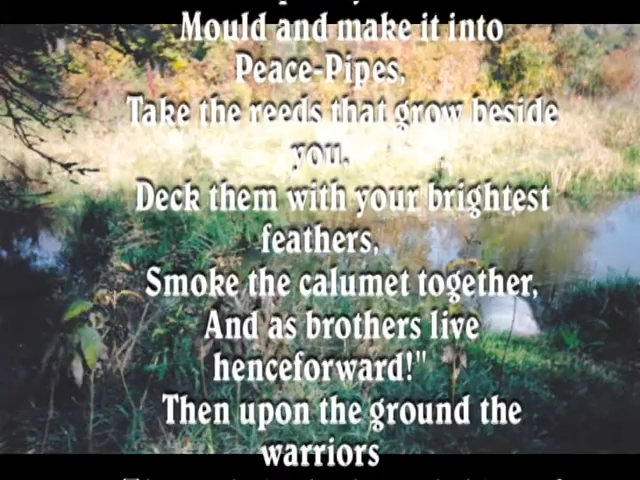 Mould and make it into
Peace-Pipes,
Take the reeds that grow beside
you,
Deck them with your brightest
feathers,
Smoke the calumet together,
And as brothers live
henceforward!"
Then upon the ground the
warriors